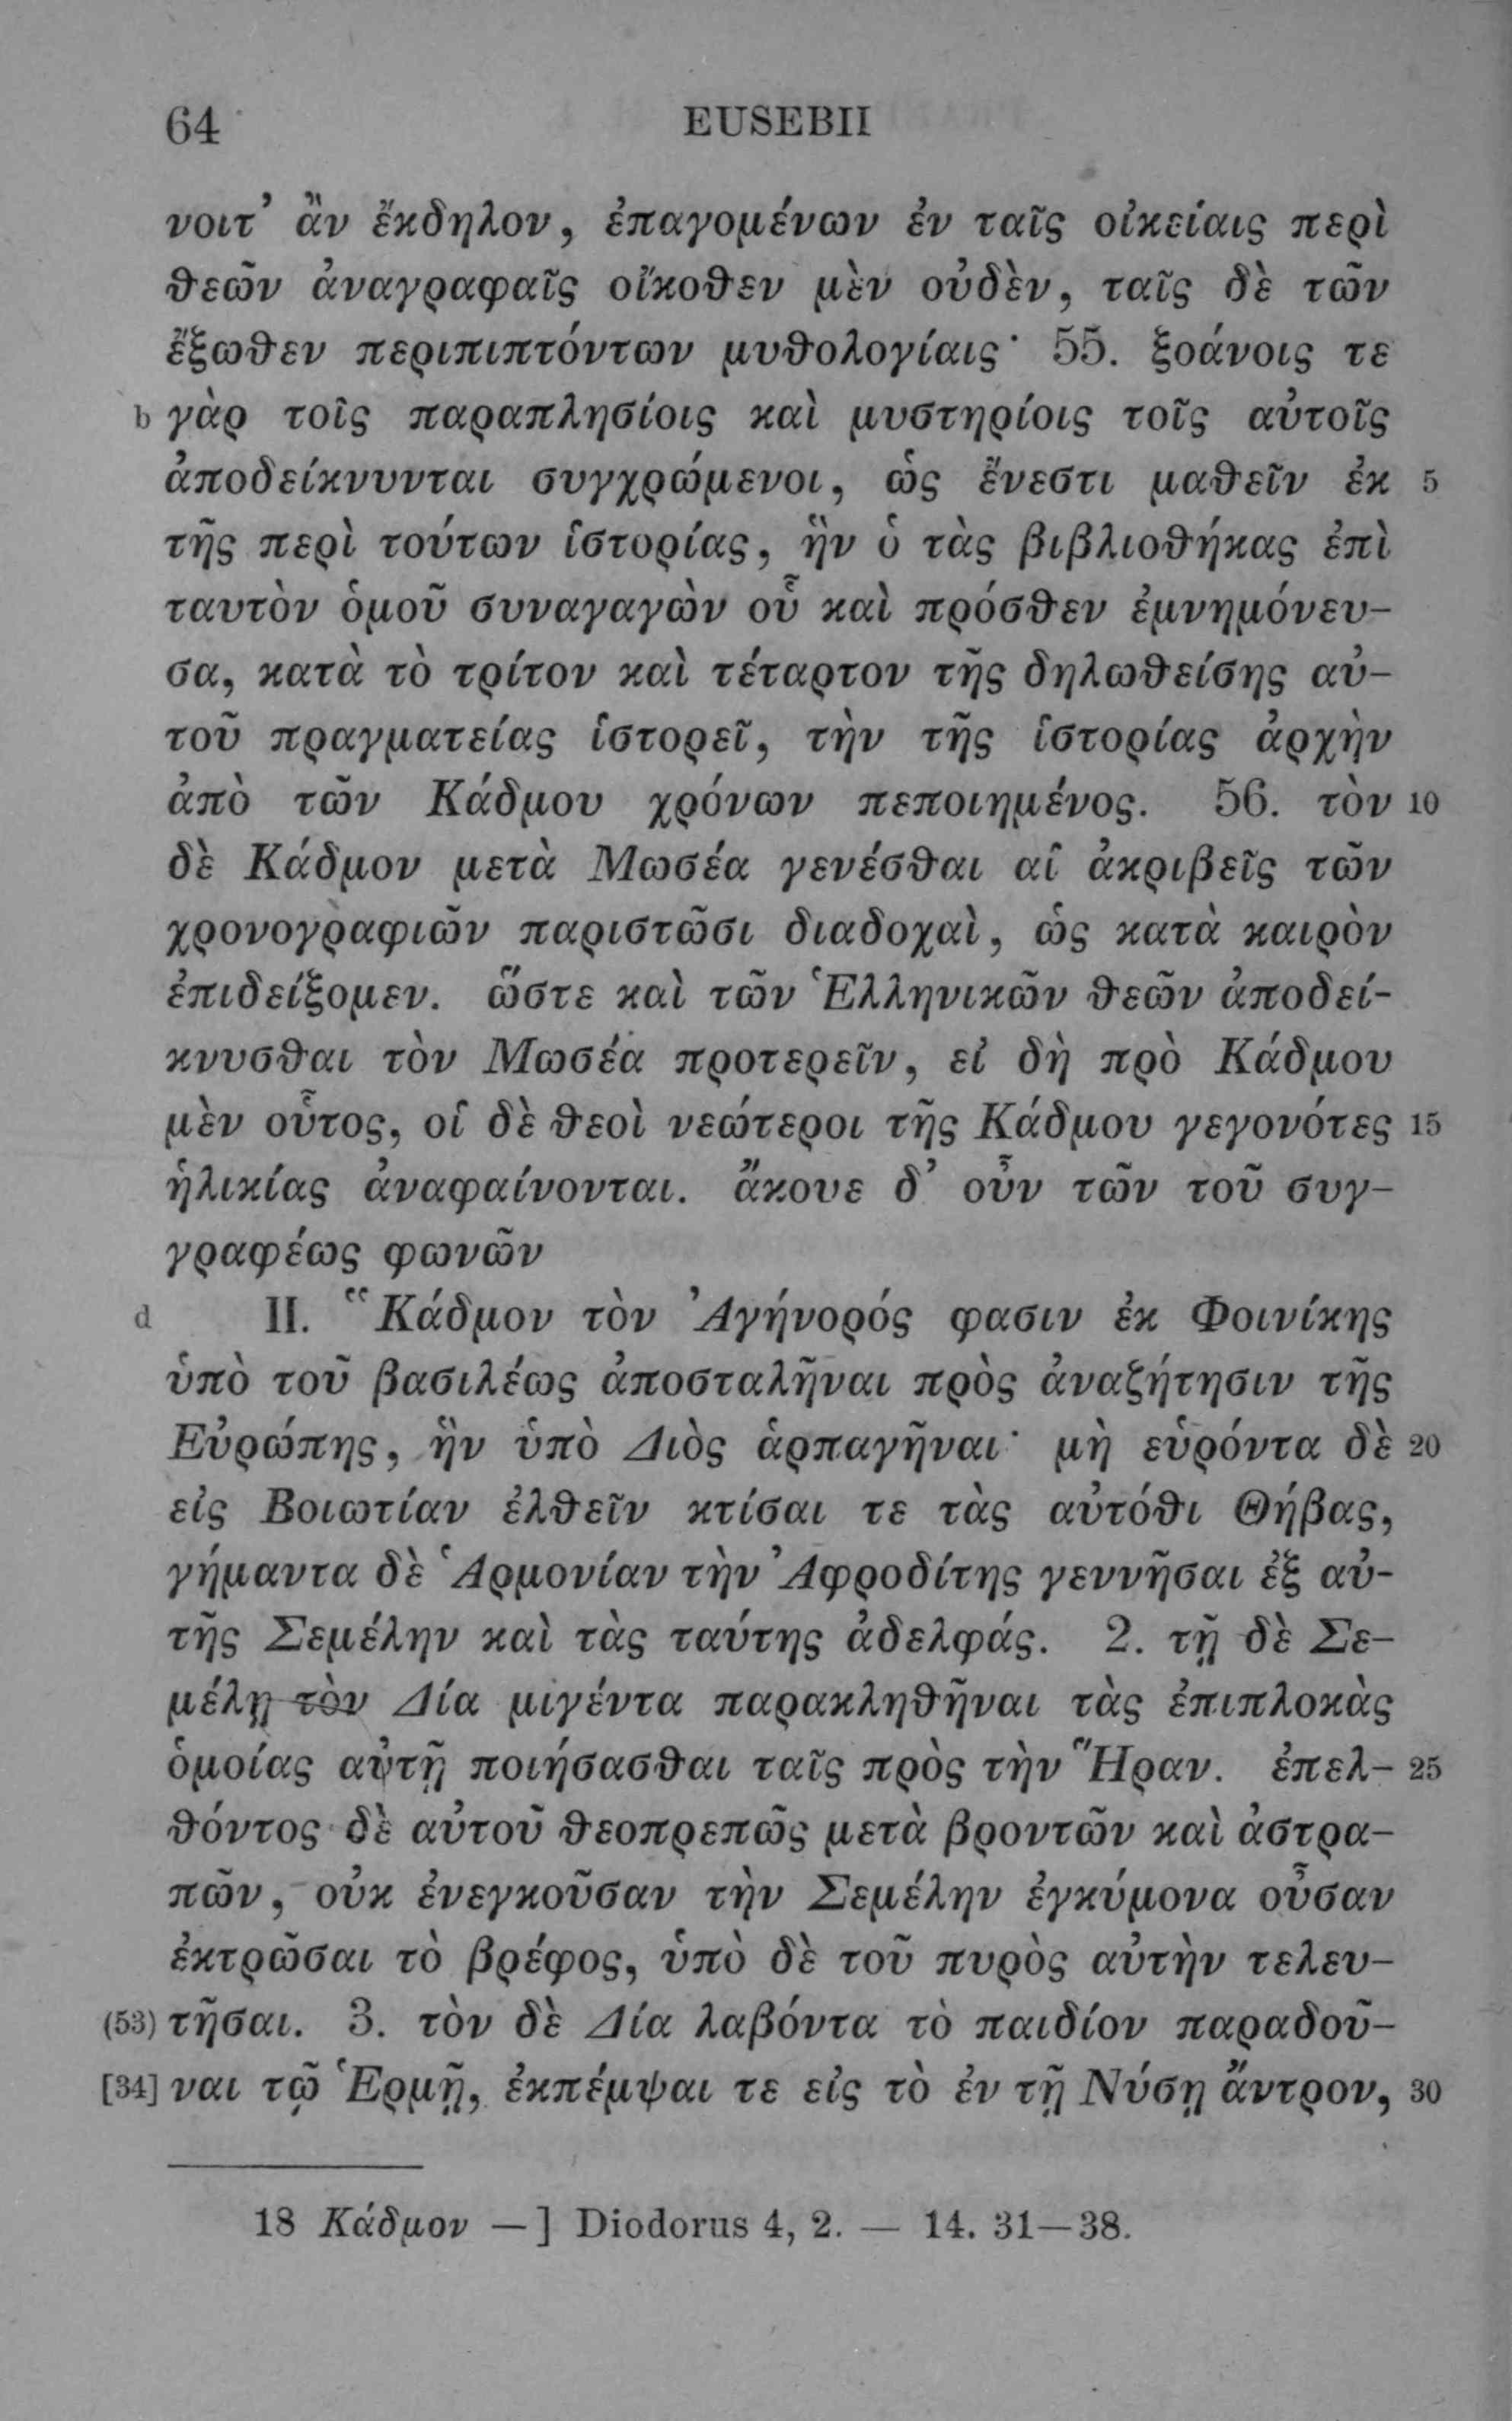 64 EUSEBII
νοιτ’ ἂν ἔκδηλον, ἐπαγομένων ἐν ταῖς οἰκείαις περὶ
θεῶν ἀναγραφαῖς οἴκοθεν μὲν οὐδὲν, ταῖς δὲ τῶν
ἔξωθεν περιπιπτόντων μυθολογίαις· 55. ξοάνοις τε
b γὰρ τοῖς παραπλησίοις καὶ μυστηρίοις τοῖς αὐτοῖς
ἀποδείκνυνται συγχρώμενοι, ὡς ἔνεστι μαθεῖν ἐκ 5
τῆς περὶ τούτων ἱστορίας, ἣν ὁ τὰς βιβλιοθήκας ἐπὶ
ταυτὸν ὁμοῦ συναγαγὼν οὗ καὶ πρόσθεν ἐμνημόνευ-
σα, κατὰ τὸ τρίτον καὶ τέταρτον τῆς δηλωθείσης αὐ-
τοῦ πραγματείας ἱστορεῖ, τὴν τῆς ἱστορίας ἀρχὴν
ἀπὸ τῶν Κάδμου χρόνων πεποιημένος. 56. τὸν 10
δὲ Κάδμον μετὰ Μωσέα γενέσθαι αἱ ἀκριβεῖς τῶν
χρονογραφιῶν παριστῶσι διαδοχαὶ, ὡς κατὰ καιρὸν
ἐπιδείξομεν. ὥστε καὶ τῶν Ἑλληνικῶν θεῶν ἀποδεί-
κνυσθαι τὸν Μωσέα προτερεῖν, εἰ δὴ πρὸ Κάδμου
μὲν οὗτος, οἱ δὲ θεοὶ νεώτεροι τῆς Κάδμου γεγονότες 15
ἡλικίας ἀναφαίνονται. ἄκουε δ’ οὖν τῶν τοῦ συγ-
γραφέως φωνῶν
d II. “Κάδμον τὸν Ἀγήνορός φασιν ἐκ Φοινίκης
ὑπὸ τοῦ βασιλέως ἀποσταλῆναι πρὸς ἀναζήτησιν τῆς
Εὐρώπης, ἣν ὑπὸ Διὸς ἁρπαγῆναι· μὴ εὑρόντα δὲ 20
εἰς Βοιωτίαν ἐλθεῖν κτίσαι τε τὰς αὐτόθι Θήβας,
γήμαντα δὲ Ἁρμονίαν τὴν Ἀφροδίτης γεννῆσαι ἐξ αὐ-
τῆς Σεμέλην καὶ τὰς ταύτης ἀδελφάς. 2. τῇ δὲ Σε-
μέλῃ τὸν Δία μιγέντα παρακληθῆναι τὰς ἐπιπλοκὰς
ὁμοίας αὐτῇ ποιήσασθαι ταῖς πρὸς τὴν Ἥραν. ἐπελ- 25
θόντος δὲ αὐτοῦ θεοπρεπῶς μετὰ βροντῶν καὶ ἀστρα-
πῶν, οὐκ ἐνεγκοῦσαν τὴν Σεμέλην ἐγκύμονα οὖσαν
ἐκτρῶσαι τὸ βρέφος, ὑπὸ δὲ τοῦ πυρὸς αὐτὴν τελευ-
(53) τῆσαι. 3. τὸν δὲ Δία λαβόντα τὸ παιδίον παραδοῦ-
[34] ναι τῷ Ἑρμῇ, ἐκπέμψαι τε εἰς τὸ ἐν τῇ Νύσῃ ἄντρον, 30
18 Κάδμον —] Diodorus 4, 2. — 14. 31—38.